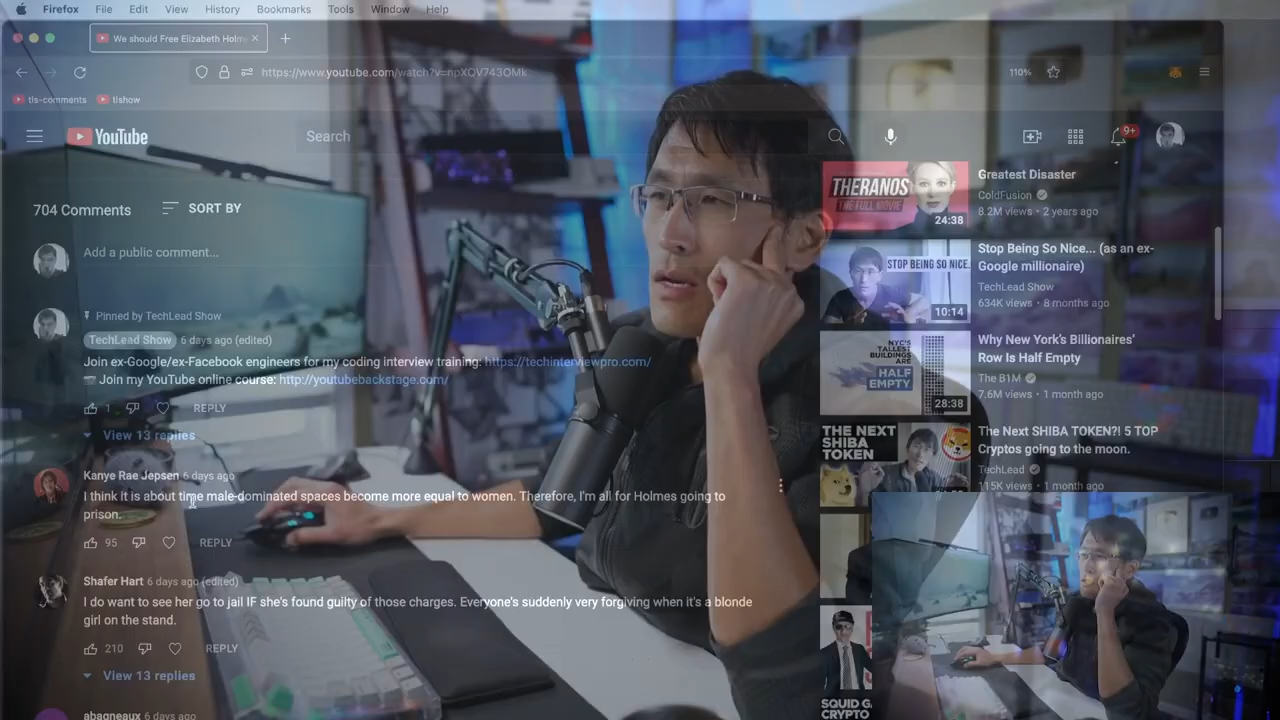 Firefox File Edit View History Bookmarks Tools Window Help
We should Free Elizabeth Holm
https://www.youtube.com/watch?v=npXQV743OMk
110%
tls-comments tlshow
YouTube
Search
9+
704 Comments SORT BY
Add a public comment...
Pinned by TechLead Show
TechLead Show 6 days ago (edited)
Join ex-Google/ex-Facebook engineers for my coding interview training: https://techinterviewpro.com/
Join my YouTube online course: http://youtubebackstage.com/
1 REPLY
View 13 replies
Kanye Rae Jepsen 6 days ago
I think it is about time male-dominated spaces become more equal to women. Therefore, I'm all for Holmes going to
prison.
95 REPLY
Shafer Hart 6 days ago (edited)
I do want to see her go to jail IF she's found guilty of those charges. Everyone's suddenly very forgiving when it's a blonde
girl on the stand.
210 REPLY
View 13 replies
abagneaux 6 days ago
THERANOS
THE FULL MOVIE
24:38
Greatest Disaster
ColdFusion
8.2M views • 2 years ago
STOP BEING SO NICE
10:14
Stop Being So Nice... (as an ex-
Google millionaire)
TechLead Show
634K views • 8 months ago
NYC'S
TALLEST
BUILDINGS
ARE
HALF
EMPTY
28:38
Why New York's Billionaires'
Row Is Half Empty
The B1M
7.6M views • 1 month ago
THE NEXT
SHIBA
TOKEN
The Next SHIBA TOKEN?! 5 TOP
Cryptos going to the moon.
TechLead
115K views • 1 month ago
SQUID G
CRYPTO